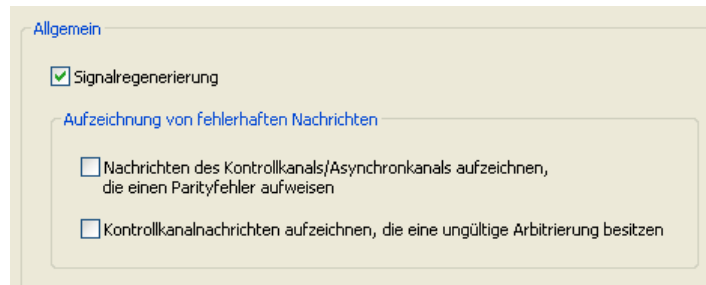 Allgemein
Signalregenerierung
Aufzeichnung von fehlerhaften Nachrichten
Nachrichten des Kontrollkanals/Asynchronkanals aufzeichnen,
die einen Parityfehler aufweisen
Kontrollkanalnachrichten aufzeichnen, die eine ungültige Arbitrierung besitzen